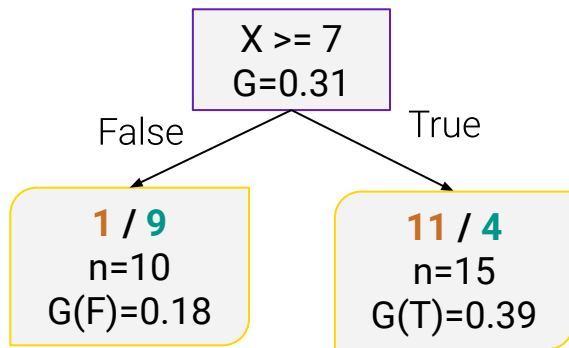 X >= 7
G=0.31
False
True
1 / 9
n=10
G(F)=0.18
11 / 4
n=15
G(T)=0.39